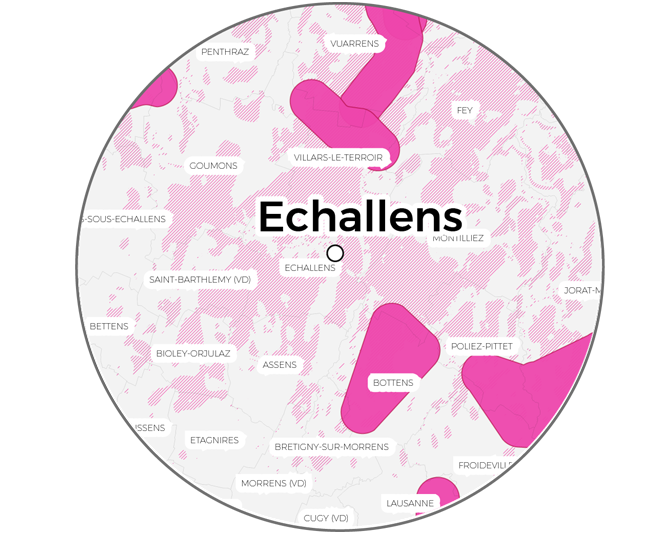 VUARRENS
PENTHRAZ
FEY
VILLARS-LE-TERROIR
GOUMONS
Echallens
-SOUS-ECHALLENS
MONTILLIEZ
ECHALLENS
SAINT-BARTHLEMY (VD)
JORAT-M
BETTENS
POLIEZ-PITTET
BIOLEY-ORJULAZ
ASSENS
BOTTENS
ISSENS
ETAGNIRES
BRETIGNY-SUR-MORRENS
FROIDEVILL
MORRENS (VD)
LAUSANNE
CUGY (VD)